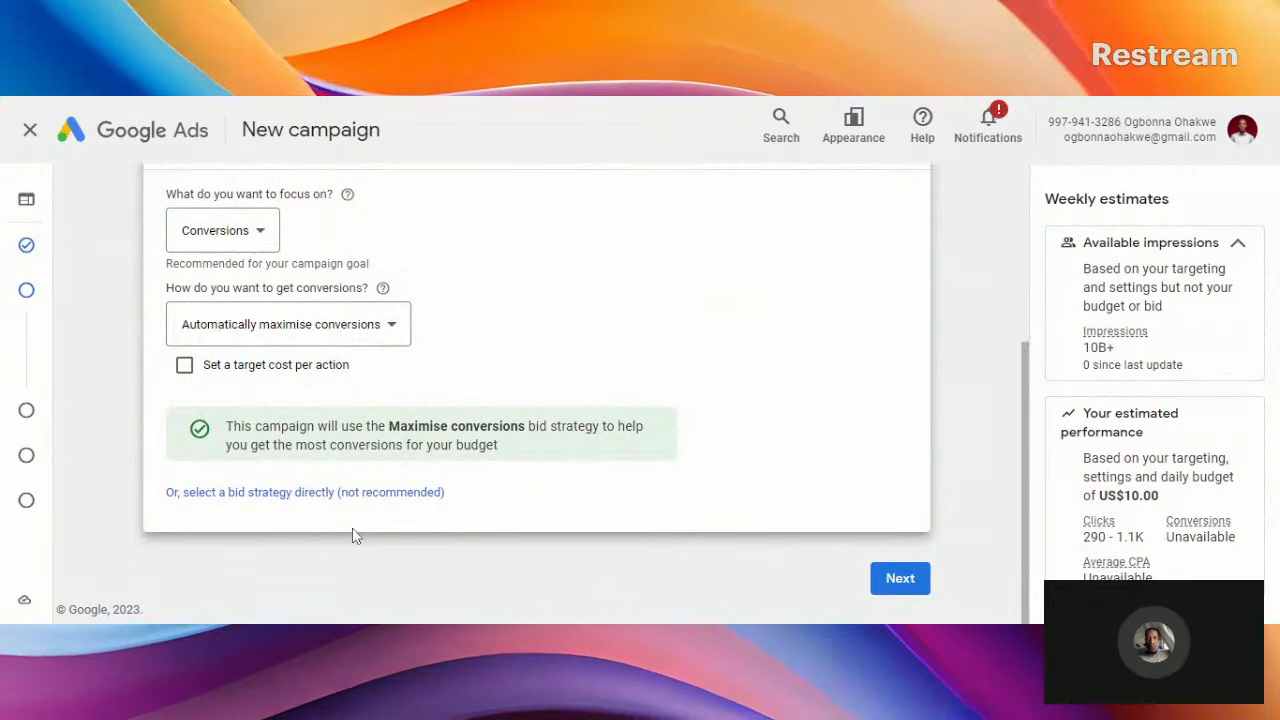 Restream
Google Ads
New campaign
Search
Appearance
Help
!
Notifications
997-941-3286 Ogbonna Ohakwe
ogbonnaohakwe@gmail.com
What do you want to focus on?
Conversions
Recommended for your campaign goal
How do you want to get conversions?
Automatically maximise conversions
Set a target cost per action
This campaign will use the Maximise conversions bid strategy to help
you get the most conversions for your budget
Or, select a bid strategy directly (not recommended)
Next
© Google, 2023.
Weekly estimates
Available impressions
Based on your targeting
and settings but not your
budget or bid
Impressions
10B+
0 since last update
Your estimated
performance
Based on your targeting,
settings and daily budget
of US$10.00
Clicks
290 - 1.1K
Conversions
Unavailable
Average CPA
Unavailable